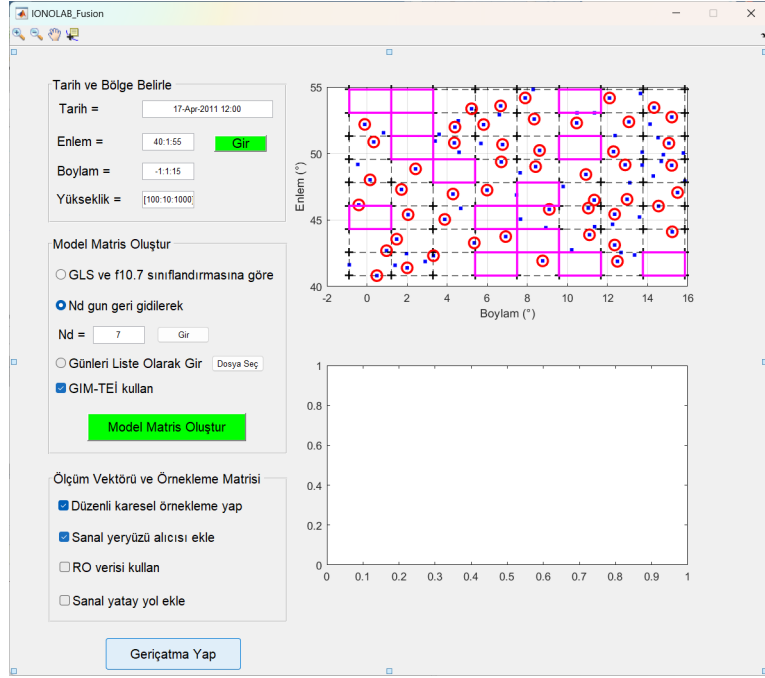 IONOLAB_Fusion
Tarih ve Bölge Belirle
Tarih =
17-Apr-2011 12:00
Enlem =
40:1:55
Gir
Boylam =
-1:1:15
Yükseklik =
[100:10:1000]
Model Matris Oluştur
GLS ve f10.7 sınıflandırmasına göre
Nd gun geri gidilerek
Nd =
7
Gir
Günleri Liste Olarak Gir
Dosya Seç
GIM-TEİ kullan
Model Matris Oluştur
Ölçüm Vektörü ve Örnekleme Matrisi
Düzenli karesel örnekleme yap
Sanal yeryüzü alıcısı ekle
RO verisi kullan
Sanal yatay yol ekle
Geriçatma Yap
55
50
45
40
Enlem (°)
-2 0 2 4 6 8 10 12 14 16
Boylam (°)
1
0.8
0.6
0.4
0.2
0
0 0.1 0.2 0.3 0.4 0.5 0.6 0.7 0.8 0.9 1